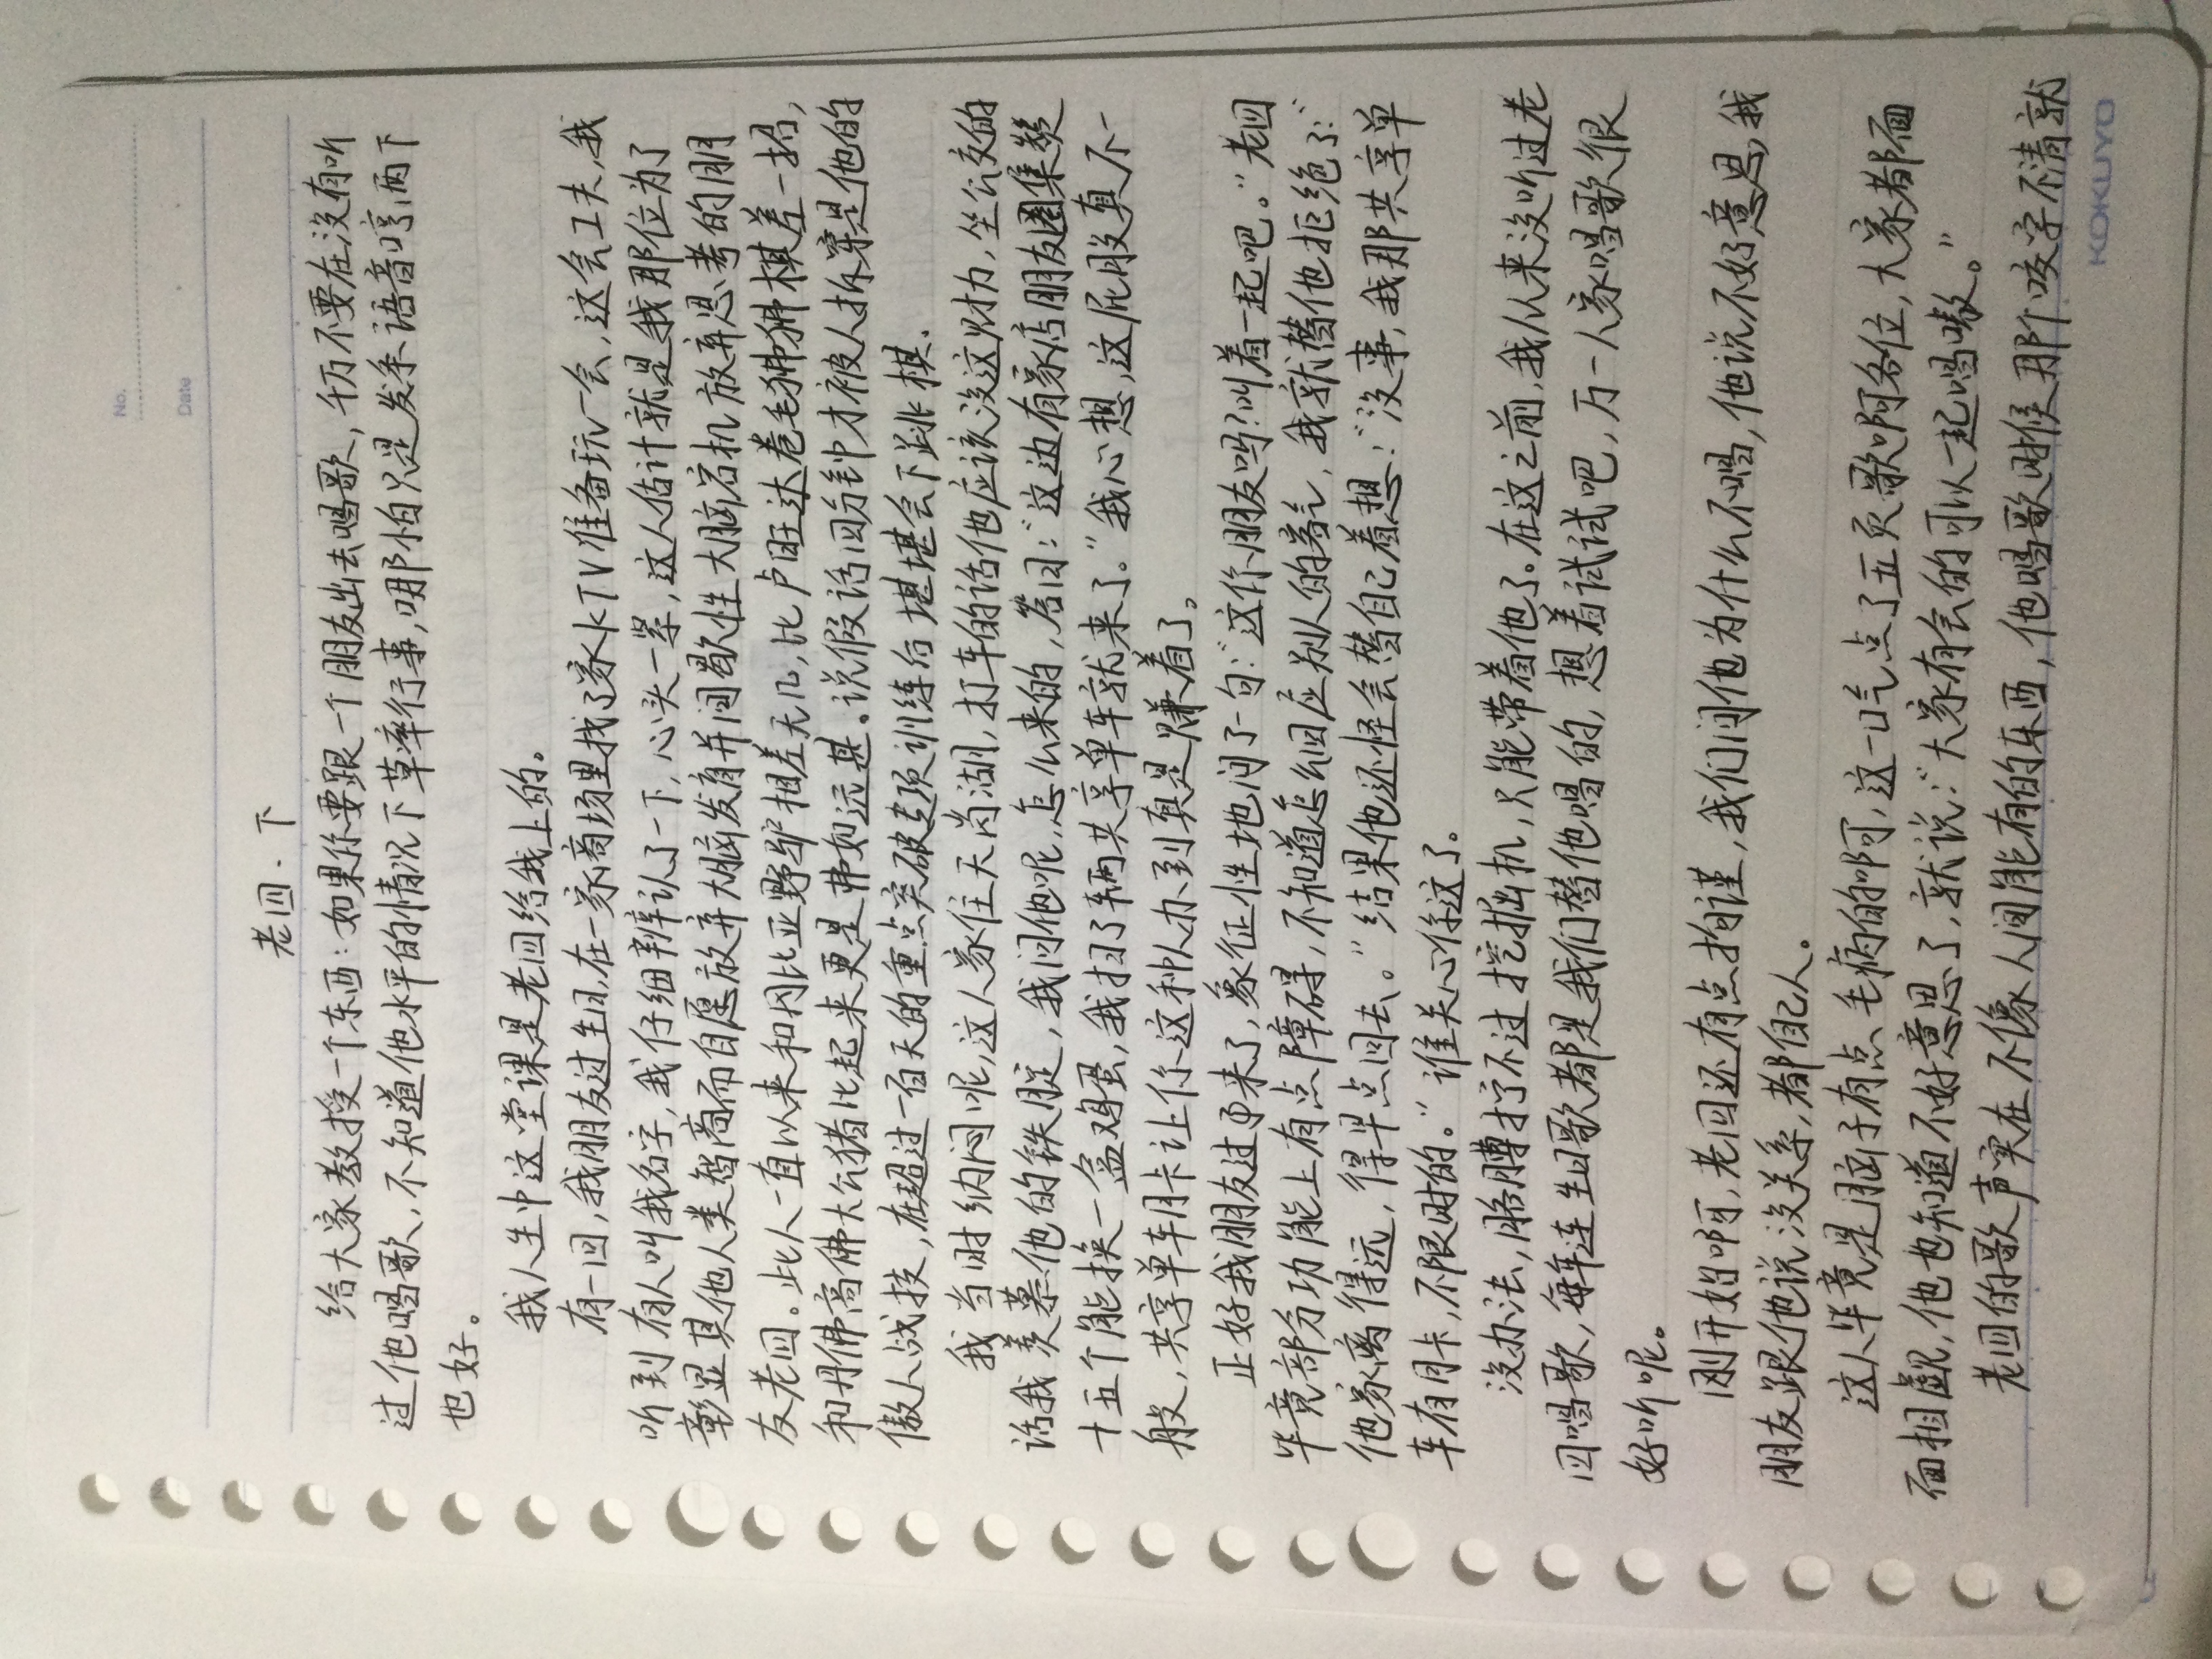 No.
Date
老四·下
给大家教授一个东西：如果你要跟一个朋友出去唱歌，千万不要在没有听
过他唱歌，不知道他水平的情况下草率行事，哪怕只是发条语音哼两下
也好。
我人生中这堂课是老四给我上的。
有一回，我朋友过生日，在一家商场里找了家KTV准备玩一会，这会工夫，我
听到有人叫我名字，我仔细辨认了一下，心头一紧，这人估计就是我那位为了
彰显其他人类智商而自愿放弃大脑发育并间歇性大脑宕机放弃思考的朋
友老四。此人一直以来和冈比亚野驴相差无几，比卢旺达卷毛狒狒棋差一招，
和丹佛高佛大公猪比起来更是弗如远甚。说假话四分钟才被人拆穿是他的
傲人战技，在超过一百天的重点突破专项训练后堪堪会下跳棋.
我当时纳闷呢，这人家住天尚湖，打车的话他应该没这财力，坐公交的
话我羡慕他的铁腚，我问他呢，怎么来的，答曰：“这边有家店朋友圈集赞
十五个能换一盒鸡蛋，我扫了辆共享单车就来了。”我心想，这屁股真不一
般，共享单车月卡让你这种人办到真是赚着了。
正好我朋友过来了，象征性地问了一句：“这你朋友吗？叫着一起吧。”老四
毕竟部分功能上有点障碍，不知道怎么回应别人的客气，我就替他拒绝了：“
他家离得远，得早点回去。”结果他还怪会替自己着想：“没事，我那共享单
车有月卡，不限时的。”谁关心你这了。
没办法，胳膊拧不过挖掘机，只能带着他了。在这之前，我从来没听过老
四唱歌，每年连生日歌都是我们替他唱的，想着试试吧，万一人家唱歌很
好听呢。
刚开始啊，老四还有点拘谨，我们问他为什么不唱，他说不好意思，我
朋友跟他说没关系，都自己人。
这人毕竟是脑子有点毛病的啊，这一口气点了五页歌啊各位，大家都面
面相觑，他也知道不好意思了，就说：“大家有会的可以一起唱嗷。”
老四的歌声实在不像人间能有的东西，他唱歌时候那个咬字不清就
KOKUYO